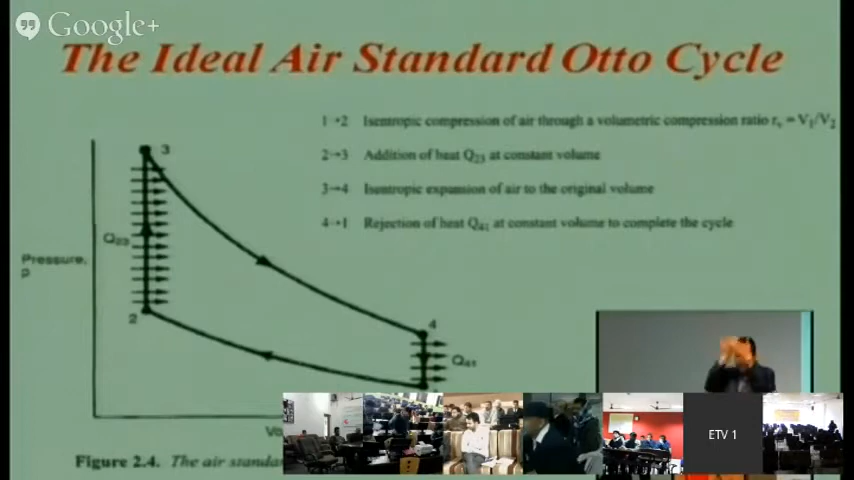 Google+
The Ideal Air Standard Otto Cycle
1→2 Isentropic compression of air through a volumetric compression ratio rᵥ = V₁/V₂
2→3 Addition of heat Q₂₃ at constant volume
3→4 Isentropic expansion of air to the original volume
4→1 Rejection of heat Q₄₁ at constant volume to complete the cycle
3
Q₂₃
Pressure,
p
2
4
Q₄₁
ETV 1
Figure 2.4. The air